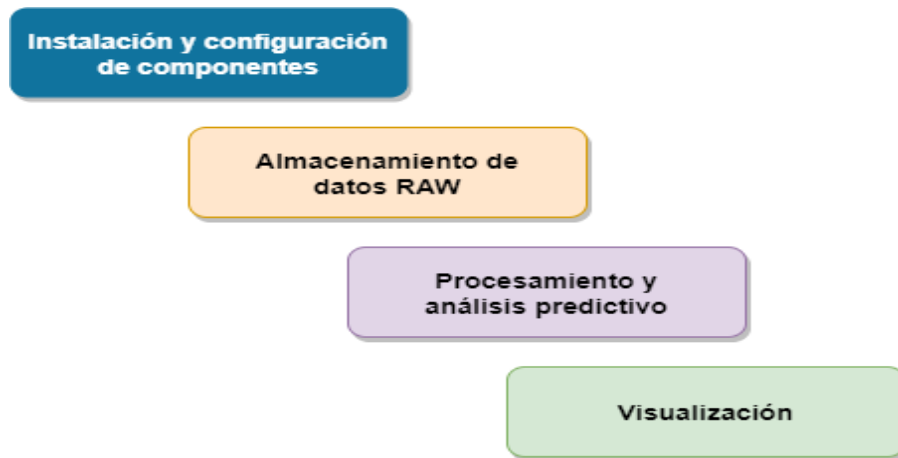 Instalación y configuración
de componentes
Almacenamiento de
datos RAW
Procesamiento y
análisis predictivo
Visualización